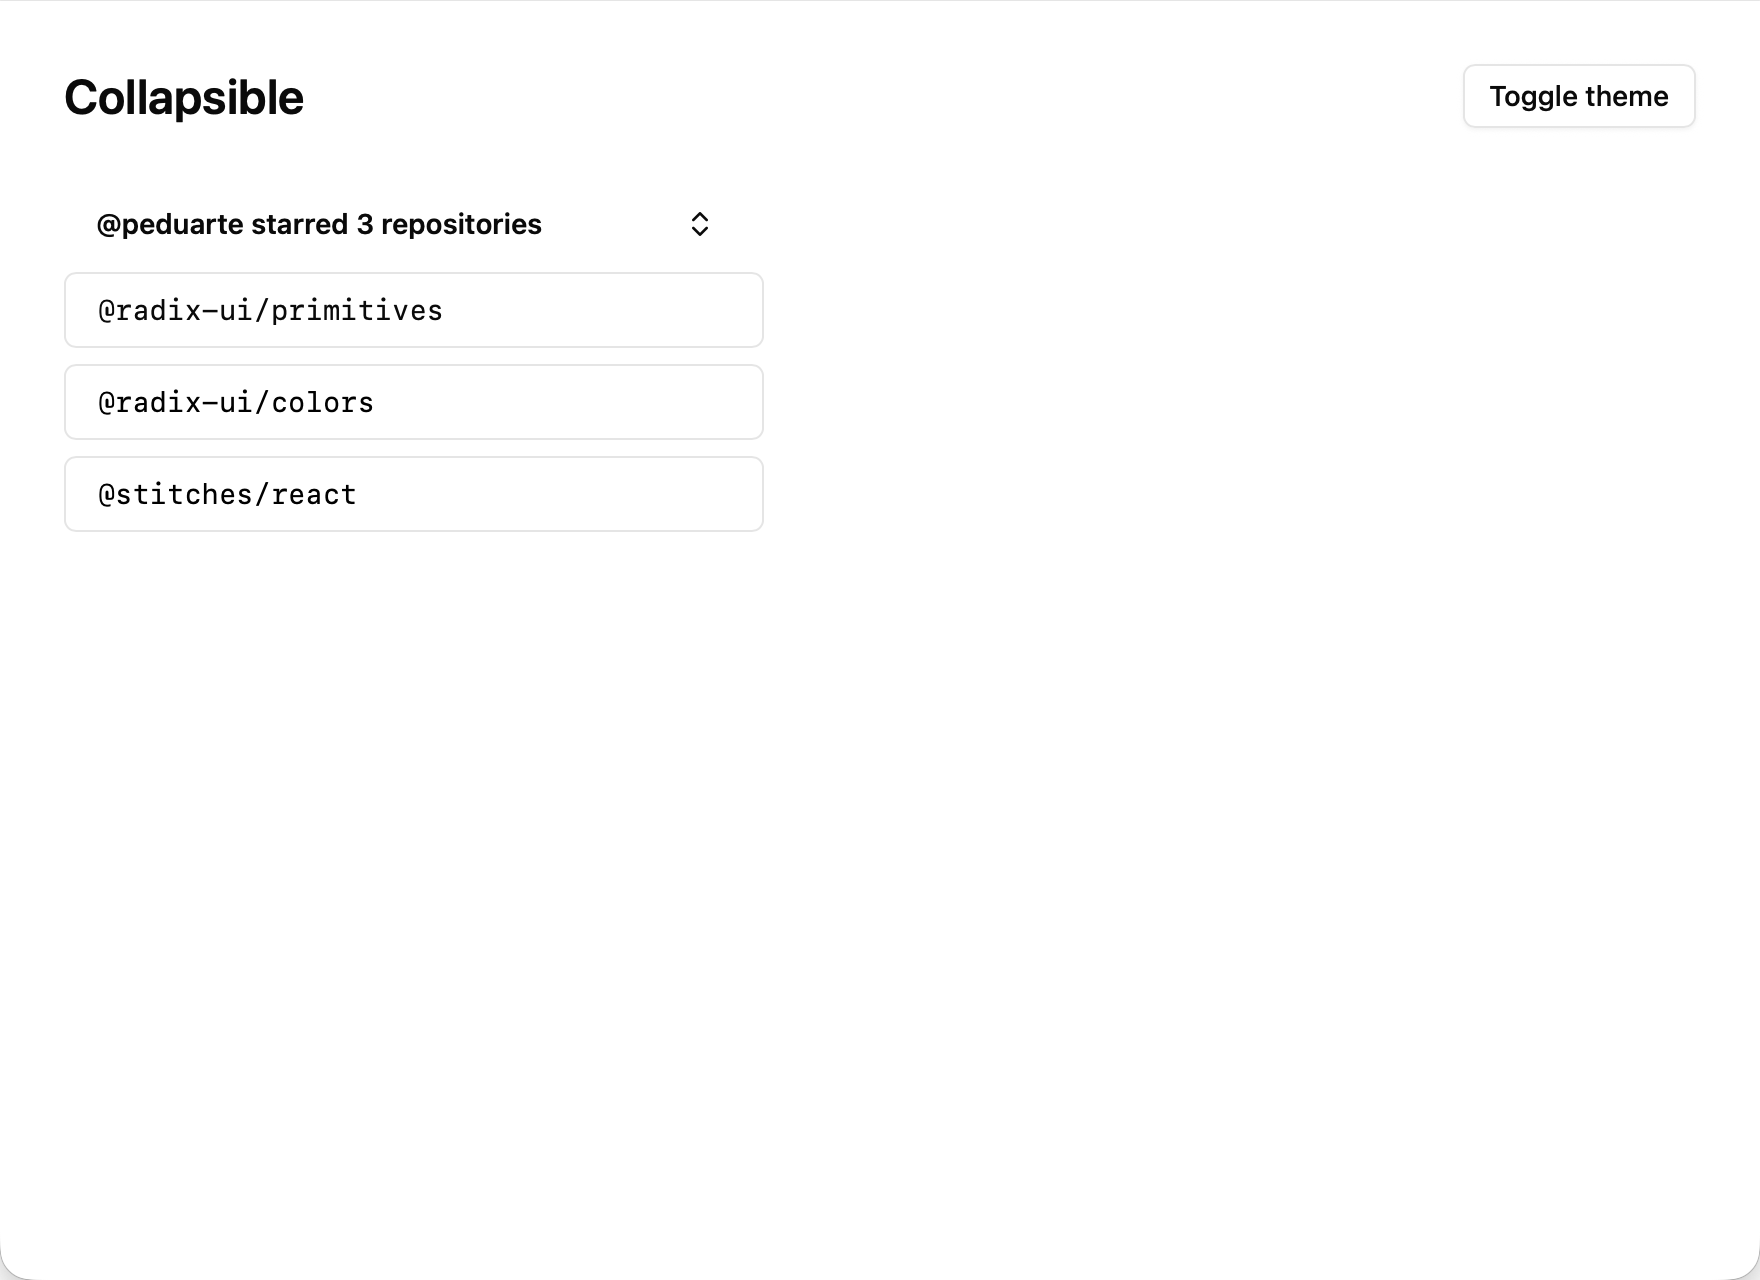 Collapsible
Toggle theme
@peduarte starred 3 repositories
@radix-ui/primitives
@radix-ui/colors
@stitches/react